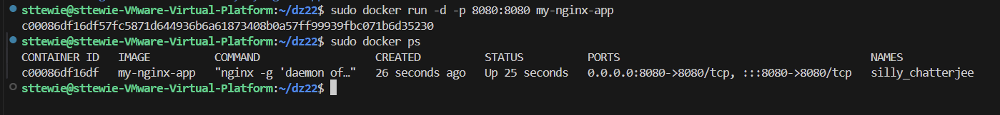 sttewie@sttewie-VMware-Virtual-Platform:~/dz22$ sudo docker run -d -p 8080:8080 my-nginx-app
c00086df16df57fc5871d644936b6a61873408b0a57ff99939fbc071b6d35230
sttewie@sttewie-VMware-Virtual-Platform:~/dz22$ sudo docker ps
CONTAINER ID   IMAGE          COMMAND                  CREATED          STATUS          PORTS                                       NAMES
c00086df16df   my-nginx-app   "nginx -g 'daemon of…"   26 seconds ago   Up 25 seconds   0.0.0.0:8080->8080/tcp, :::8080->8080/tcp   silly_chatterjee
sttewie@sttewie-VMware-Virtual-Platform:~/dz22$